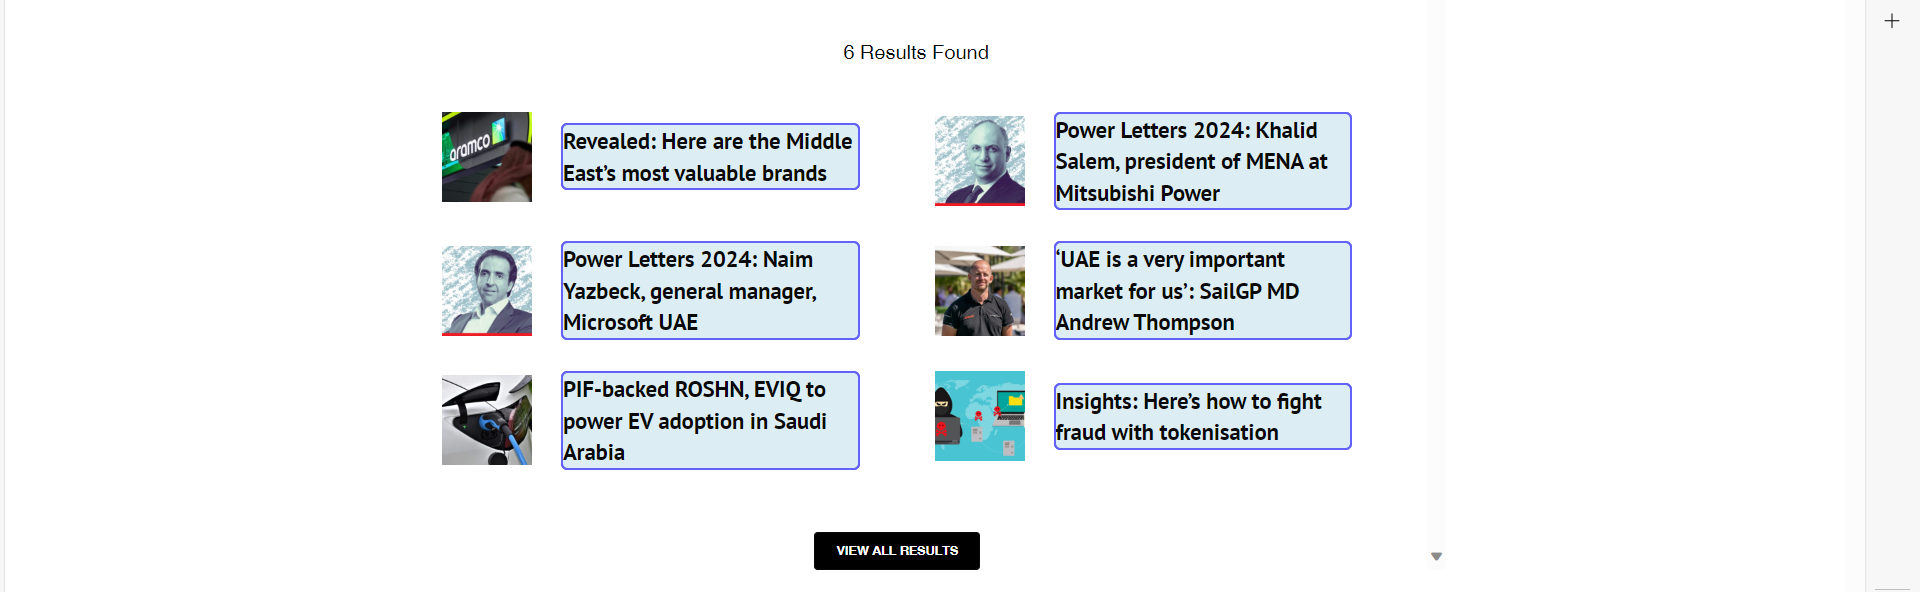 6 Results Found
aramco
Revealed: Here are the Middle
East’s most valuable brands
Power Letters 2024: Khalid
Salem, president of MENA at
Mitsubishi Power
Power Letters 2024: Naim
Yazbeck, general manager,
Microsoft UAE
‘UAE is a very important
market for us’: SailGP MD
Andrew Thompson
PIF-backed ROSHN, EVIQ to
power EV adoption in Saudi
Arabia
Insights: Here’s how to fight
fraud with tokenisation
VIEW ALL RESULTS